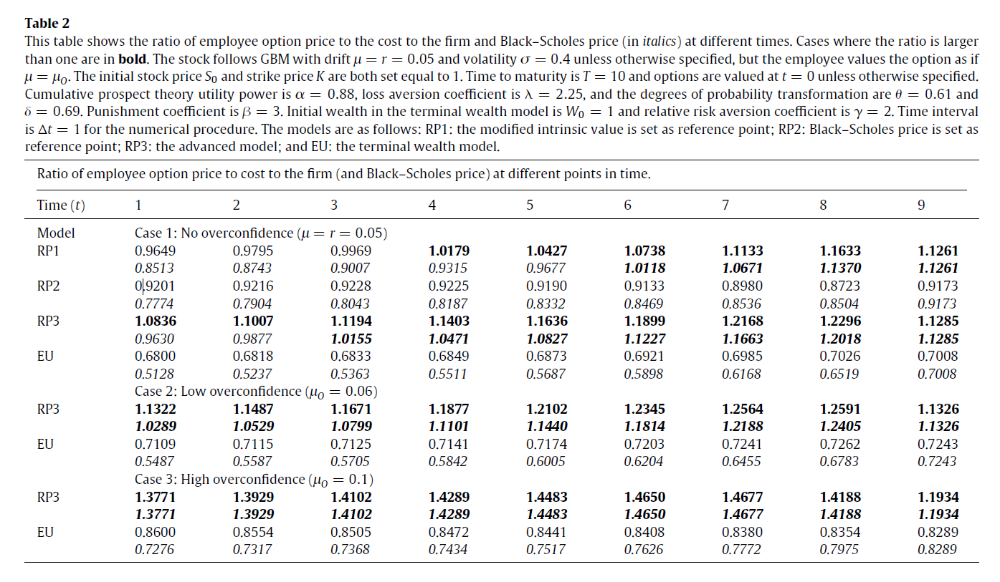 Table 2
This table shows the ratio of employee option price to the cost to the firm and Black–Scholes price (in italics) at different times. Cases where the ratio is larger
than one are in bold. The stock follows GBM with drift μ = r = 0.05 and volatility σ = 0.4 unless otherwise specified, but the employee values the option as if
μ = μO. The initial stock price S0 and strike price K are both set equal to 1. Time to maturity is T = 10 and options are valued at t = 0 unless otherwise specified.
Cumulative prospect theory utility power is α = 0.88, loss aversion coefficient is λ = 2.25, and the degrees of probability transformation are θ = 0.61 and
δ = 0.69. Punishment coefficient is β = 3. Initial wealth in the terminal wealth model is W0 = 1 and relative risk aversion coefficient is γ = 2. Time interval
is Δt = 1 for the numerical procedure. The models are as follows: RP1: the modified intrinsic value is set as reference point; RP2: Black–Scholes price is set as
reference point; RP3: the advanced model; and EU: the terminal wealth model.
Ratio of employee option price to cost to the firm (and Black–Scholes price) at different points in time.
Time (t) 1 2 3 4 5 6 7 8 9
Model Case 1: No overconfidence (μ = r = 0.05)
RP1 0.9649 0.9795 0.9969 1.0179 1.0427 1.0738 1.1133 1.1633 1.1261
0.8513 0.8743 0.9007 0.9315 0.9677 1.0118 1.0671 1.1370 1.1261
RP2 0.9201 0.9216 0.9228 0.9225 0.9190 0.9133 0.8980 0.8723 0.9173
0.7774 0.7904 0.8043 0.8187 0.8332 0.8469 0.8536 0.8504 0.9173
RP3 1.0836 1.1007 1.1194 1.1403 1.1636 1.1899 1.2168 1.2296 1.1285
0.9630 0.9877 1.0155 1.0471 1.0827 1.1227 1.1663 1.2018 1.1285
EU 0.6800 0.6818 0.6833 0.6849 0.6873 0.6921 0.6985 0.7026 0.7008
0.5128 0.5237 0.5363 0.5511 0.5687 0.5898 0.6168 0.6519 0.7008
Case 2: Low overconfidence (μO = 0.06)
RP3 1.1322 1.1487 1.1671 1.1877 1.2102 1.2345 1.2564 1.2591 1.1326
1.0289 1.0529 1.0799 1.1101 1.1440 1.1814 1.2188 1.2405 1.1326
EU 0.7109 0.7115 0.7125 0.7141 0.7174 0.7203 0.7241 0.7262 0.7243
0.5487 0.5587 0.5705 0.5842 0.6005 0.6204 0.6455 0.6783 0.7243
Case 3: High overconfidence (μO = 0.1)
RP3 1.3771 1.3929 1.4102 1.4289 1.4483 1.4650 1.4677 1.4188 1.1934
1.3771 1.3929 1.4102 1.4289 1.4483 1.4650 1.4677 1.4188 1.1934
EU 0.8600 0.8554 0.8505 0.8472 0.8441 0.8408 0.8380 0.8354 0.8289
0.7276 0.7317 0.7368 0.7434 0.7517 0.7626 0.7772 0.7975 0.8289